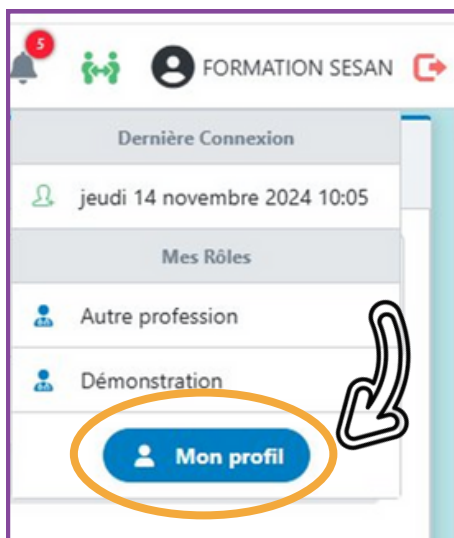 5
FORMATION SESAN
Dernière Connexion
jeudi 14 novembre 2024 10:05
Mes Rôles
Autre profession
Démonstration
Mon profil